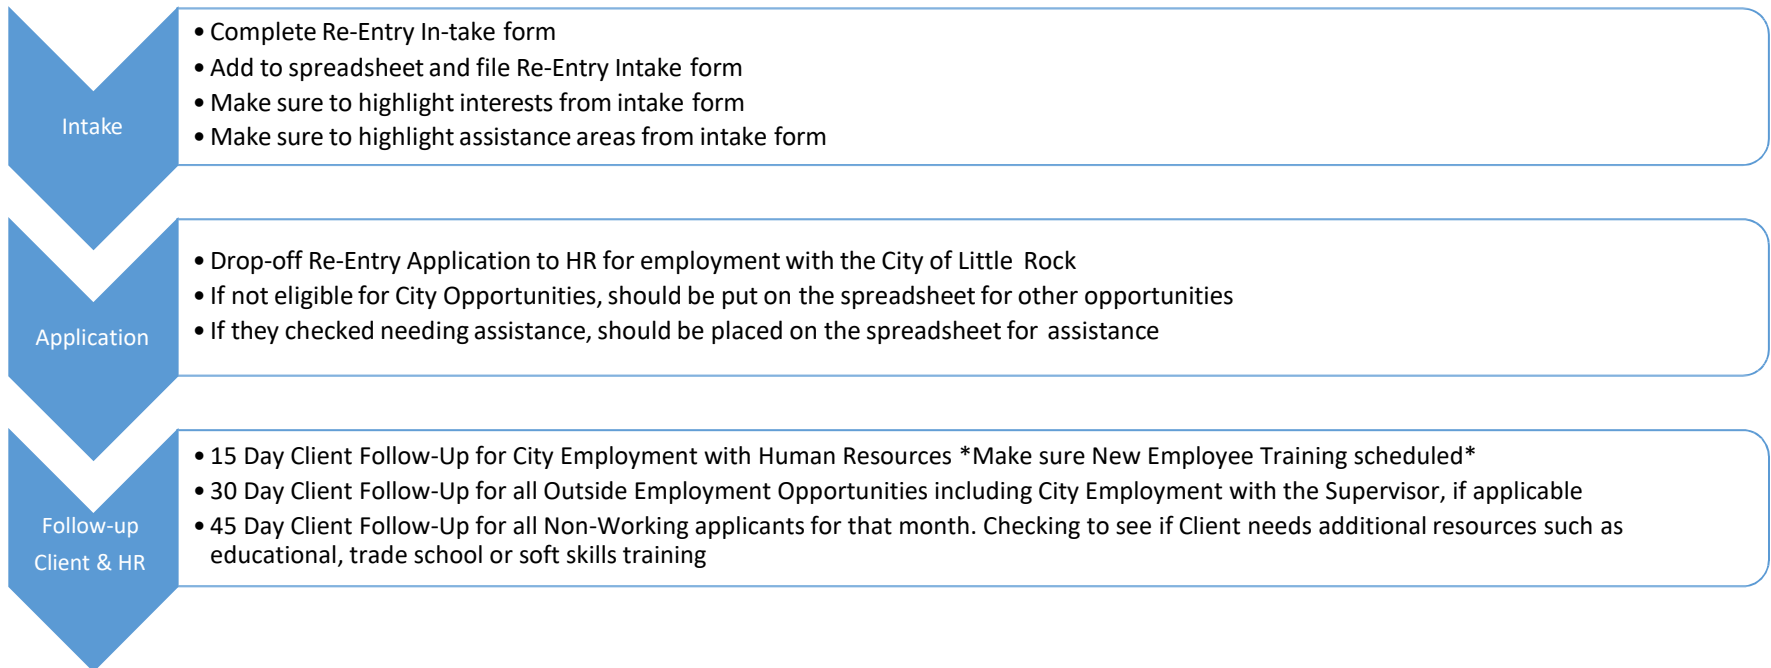 Intake
• Complete Re-Entry In-take form
• Add to spreadsheet and file Re-Entry Intake form
• Make sure to highlight interests from intake form
• Make sure to highlight assistance areas from intake form
Application
• Drop-off Re-Entry Application to HR for employment with the City of Little Rock
• If not eligible for City Opportunities, should be put on the spreadsheet for other opportunities
• If they checked needing assistance, should be placed on the spreadsheet for assistance
Follow-up
Client & HR
• 15 Day Client Follow-Up for City Employment with Human Resources *Make sure New Employee Training scheduled*
• 30 Day Client Follow-Up for all Outside Employment Opportunities including City Employment with the Supervisor, if applicable
• 45 Day Client Follow-Up for all Non-Working applicants for that month. Checking to see if Client needs additional resources such as
educational, trade school or soft skills training